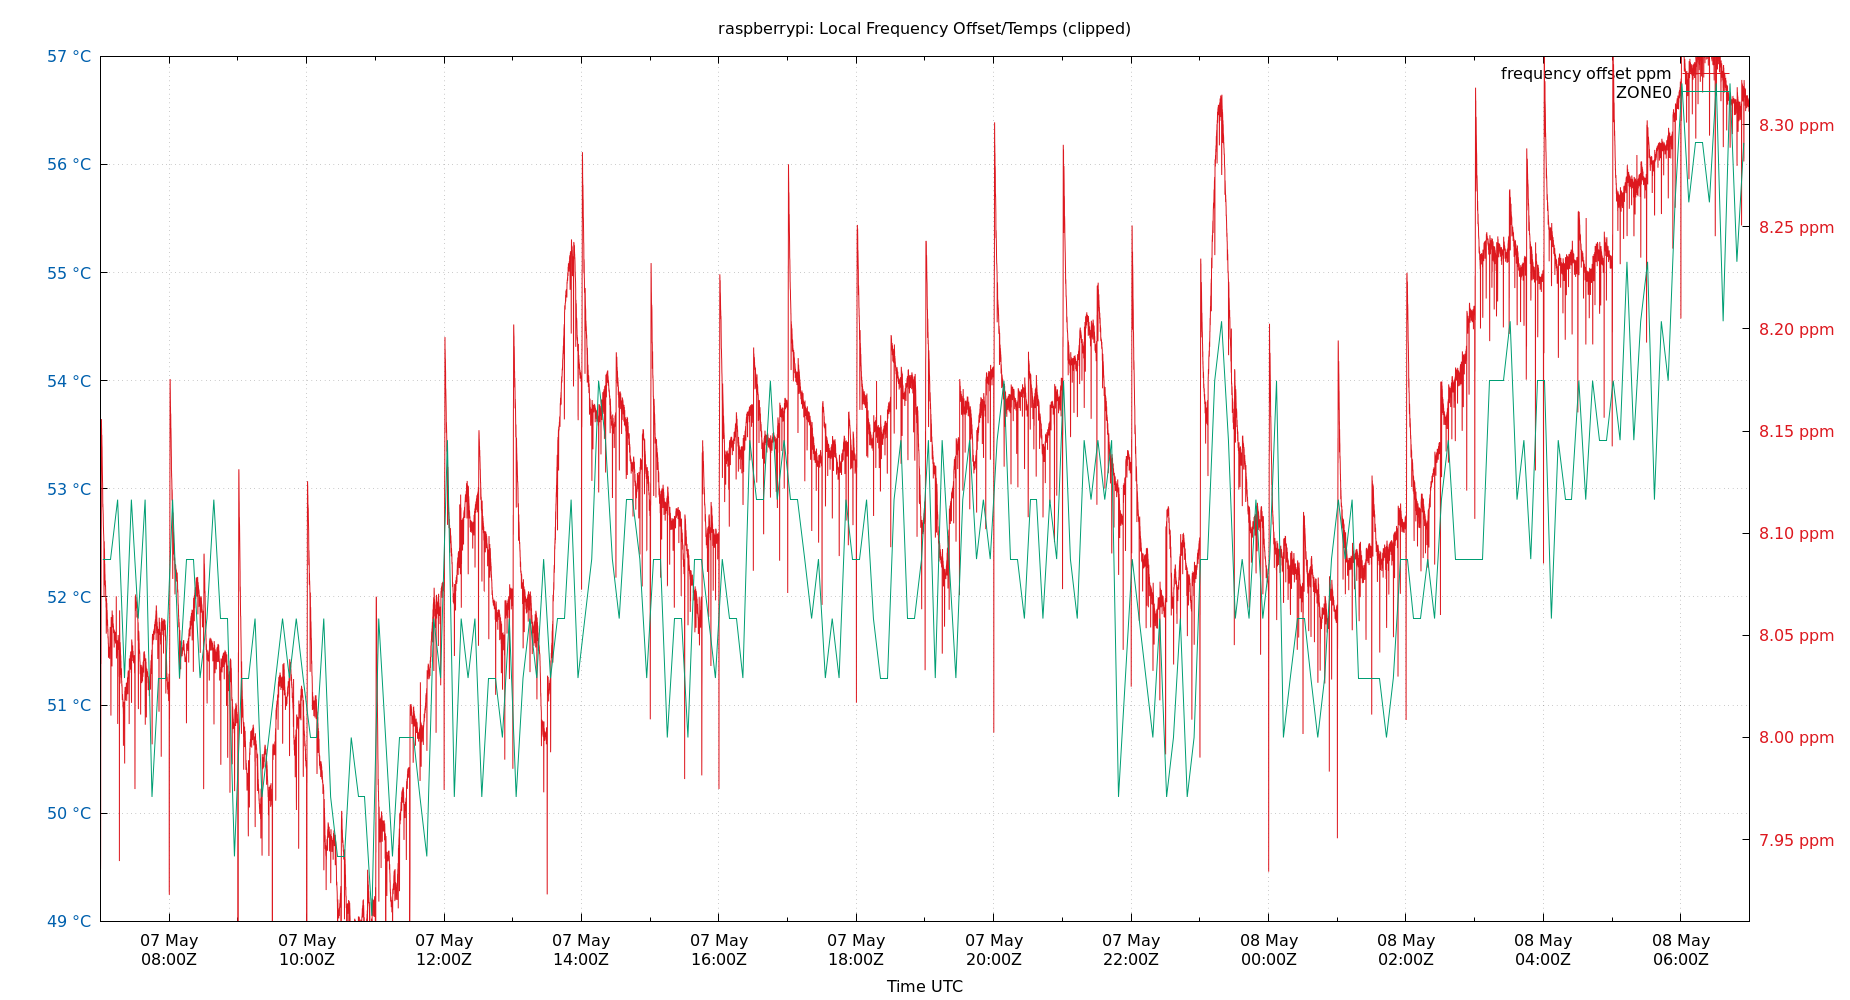 raspberrypi: Local Frequency Offset/Temps (clipped)
frequency offset ppm
ZONE0
57 °C
56 °C
55 °C
54 °C
53 °C
52 °C
51 °C
50 °C
49 °C
8.30 ppm
8.25 ppm
8.20 ppm
8.15 ppm
8.10 ppm
8.05 ppm
8.00 ppm
7.95 ppm
07 May 07 May 07 May 07 May 07 May 07 May 07 May 07 May 08 May 08 May 08 May 08 May
08:00Z 10:00Z 12:00Z 14:00Z 16:00Z 18:00Z 20:00Z 22:00Z 00:00Z 02:00Z 04:00Z 06:00Z
Time UTC